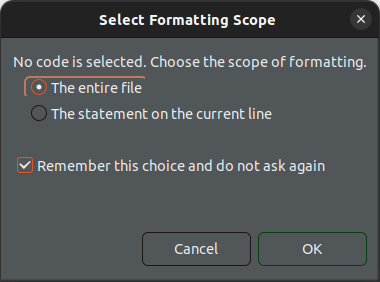 Select Formatting Scope
No code is selected. Choose the scope of formatting.
The entire file
The statement on the current line
Remember this choice and do not ask again
Cancel OK